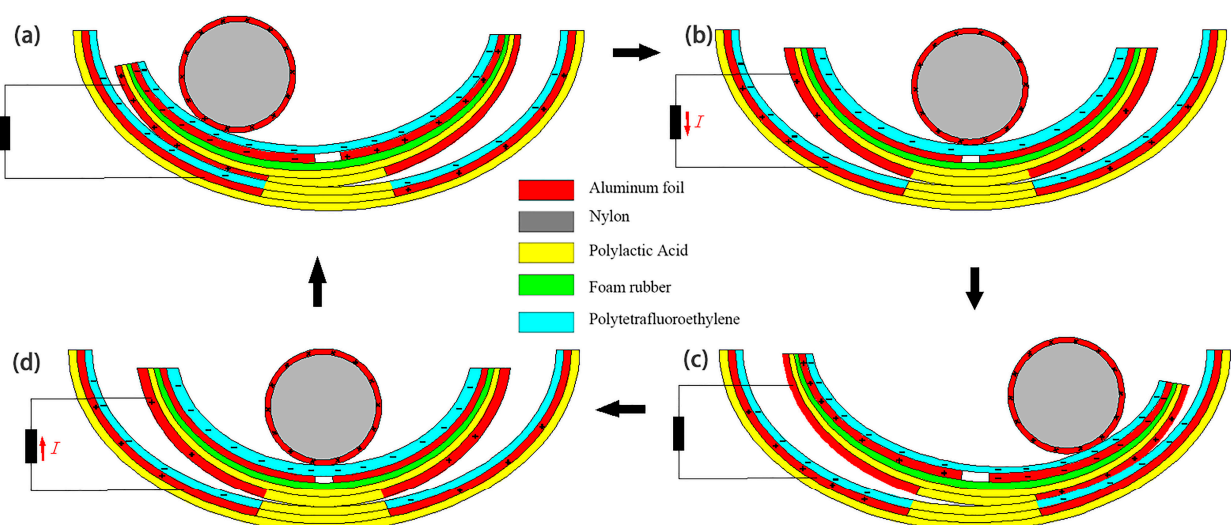 (a)
(b)
I
Aluminum foil
Nylon
Polylactic Acid
Foam rubber
Polytetrafluoroethylene
(d)
(c)
I